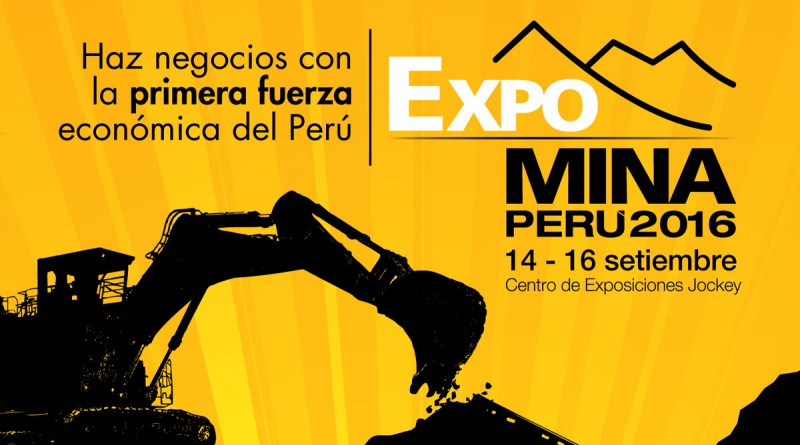 Haz negocios con
la primera fuerza
económica del Perú
EXPO
MINA
PERÚ 2016
14 - 16 setiembre
Centro de Exposiciones Jockey